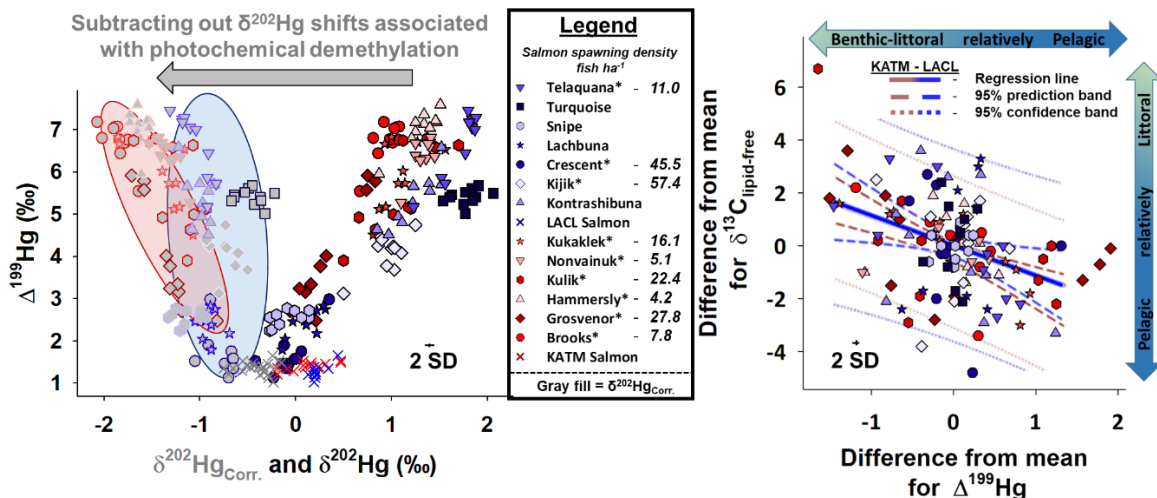 Subtracting out δ²⁰²Hg shifts associated
with photochemical demethylation
7
6
5
4
3
2
1
Δ¹⁹⁹Hg (‰)
2 SD
-2 -1 0 1 2
δ²⁰²Hg_Corr. and δ²⁰²Hg (‰)
Legend
Salmon spawning density
fish ha⁻¹
Telaquana* - 11.0
Turquoise
Snipe
Lachbuna
Crescent* - 45.5
Kijik* - 57.4
Kontrashibuna
LACL Salmon
Kukaklek* - 16.1
Nonvainuk* - 5.1
Kulik* - 22.4
Hammersly* - 4.2
Grosvenor* - 27.8
Brooks* - 7.8
KATM Salmon
Gray fill = δ²⁰²Hg_Corr.
Benthic-littoral relatively Pelagic
KATM - LACL
- Regression line
- 95% prediction band
- 95% confidence band
6
4
2
0
-2
-4
Difference from mean
for δ¹³C_lipid-free
2 SD
-1 0 1 2
Difference from mean
for Δ¹⁹⁹Hg
Littoral
relatively
Pelagic